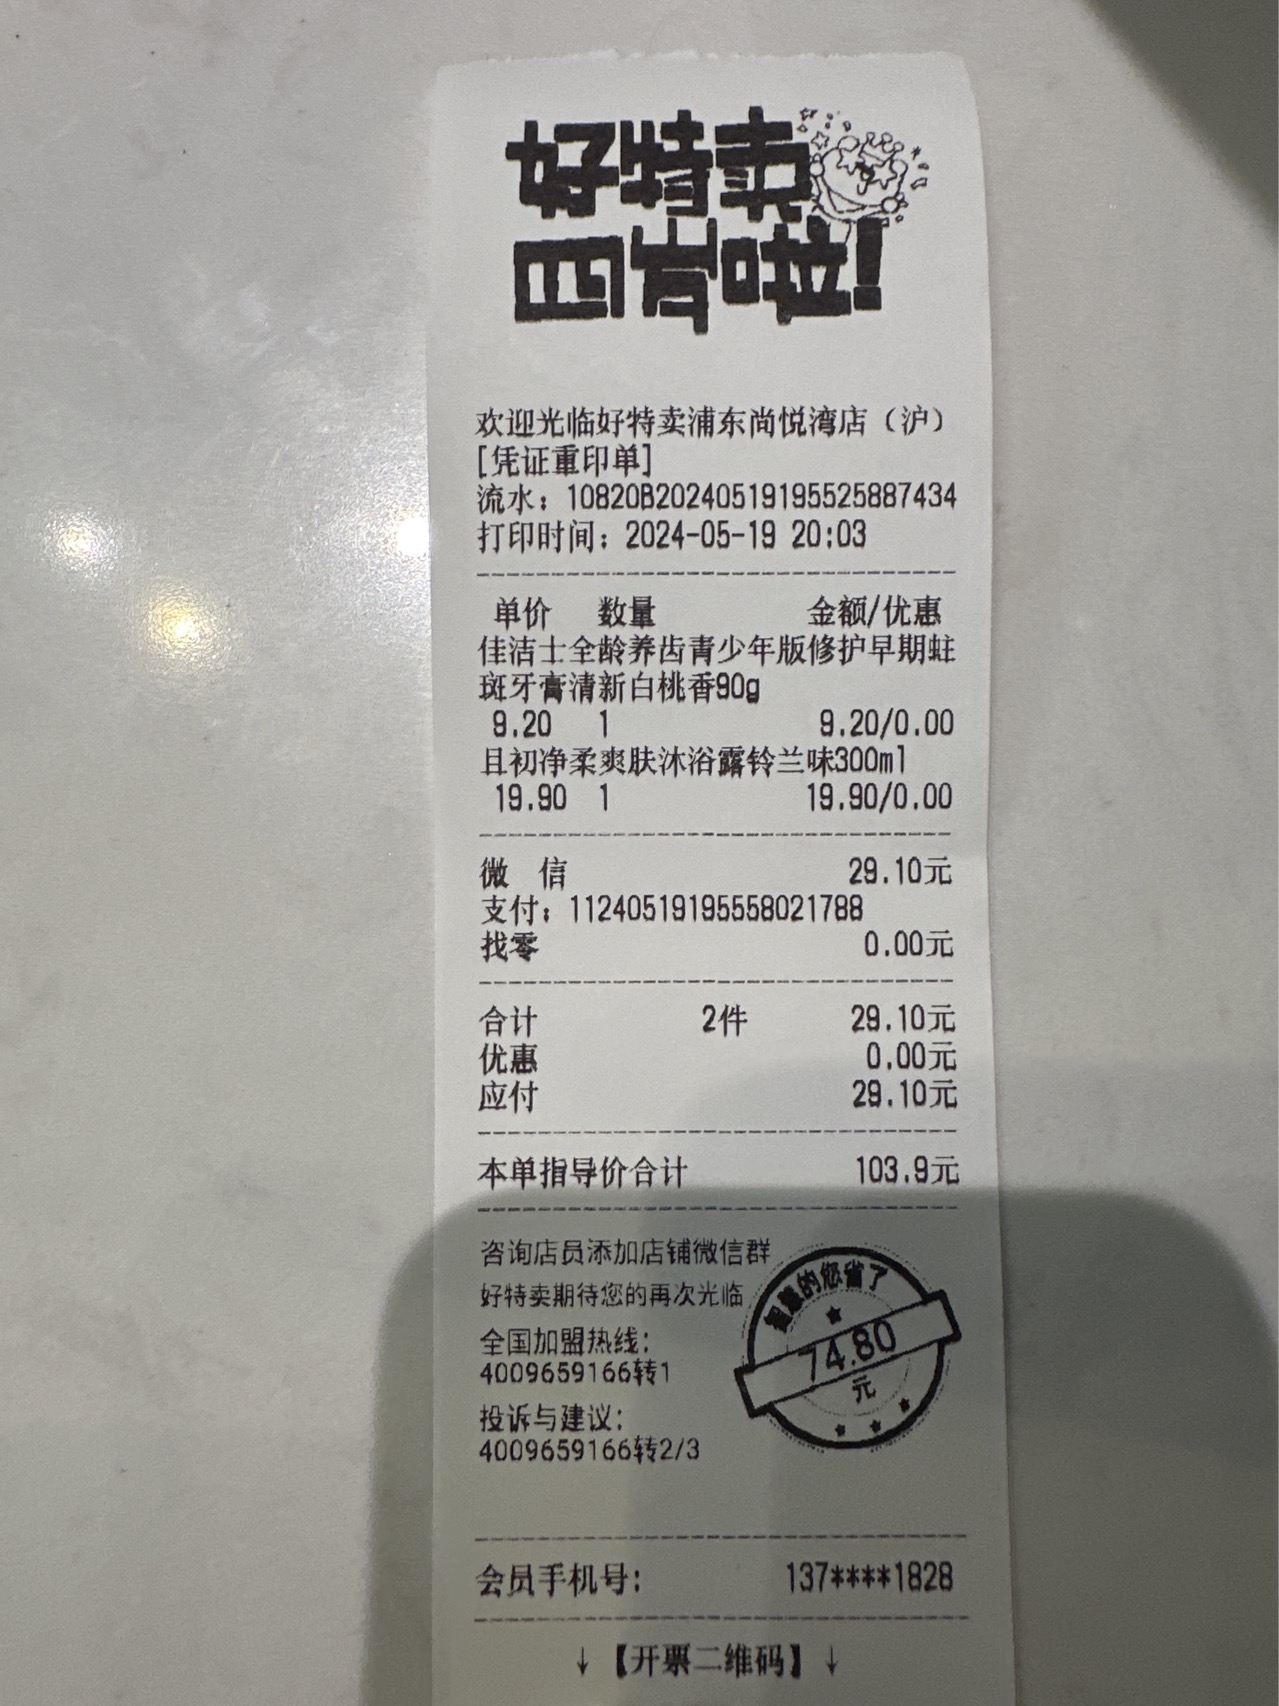 好特卖
目木啦!
欢迎光临好特卖浦东尚悦湾店（沪）
[凭证重印单]
流水：10820B20240519195525887434
打印时间：2024-05-19 20:03
单价 数量 金额/优惠
佳洁士全龄养齿青少年版修护早期蛀
斑牙膏清新白桃香90g
9.20 1 9.20/0.00
且初净柔爽肤沐浴露铃兰味300ml
19.90 1 19.90/0.00
微 信 29.10元
支付：11240519195558021788
找零 0.00元
合计 2件 29.10元
优惠 0.00元
应付 29.10元
本单指导价合计 103.9元
咨询店员添加店铺微信群
好特卖期待您的再次光临
全国加盟热线：
4009659166转1
投诉与建议：
4009659166转2/3
的您省了
74.80
元
会员手机号： 137****1828
↓【开票二维码】↓